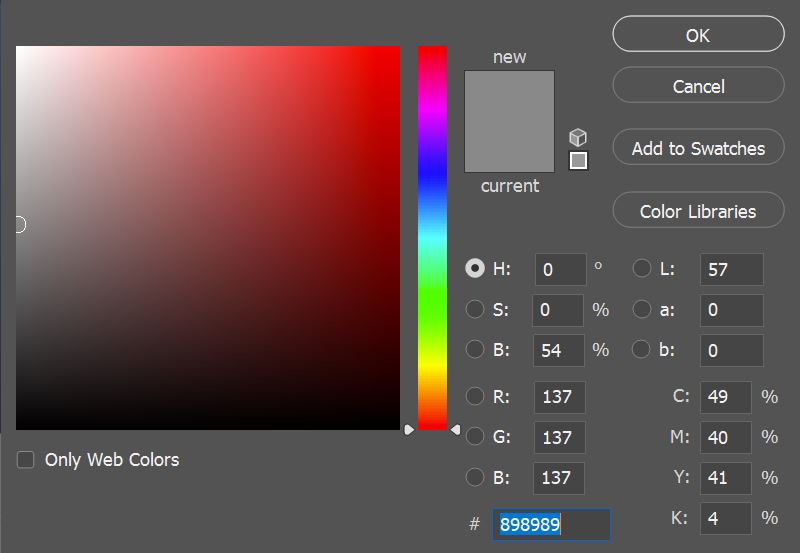 OK
new
Cancel
Add to Swatches
current
Color Libraries
H: 0 °
L: 57
S: 0 %
a: 0
B: 54 %
b: 0
R: 137
C: 49 %
G: 137
M: 40 %
Only Web Colors
B: 137
Y: 41 %
# 898989
K: 4 %